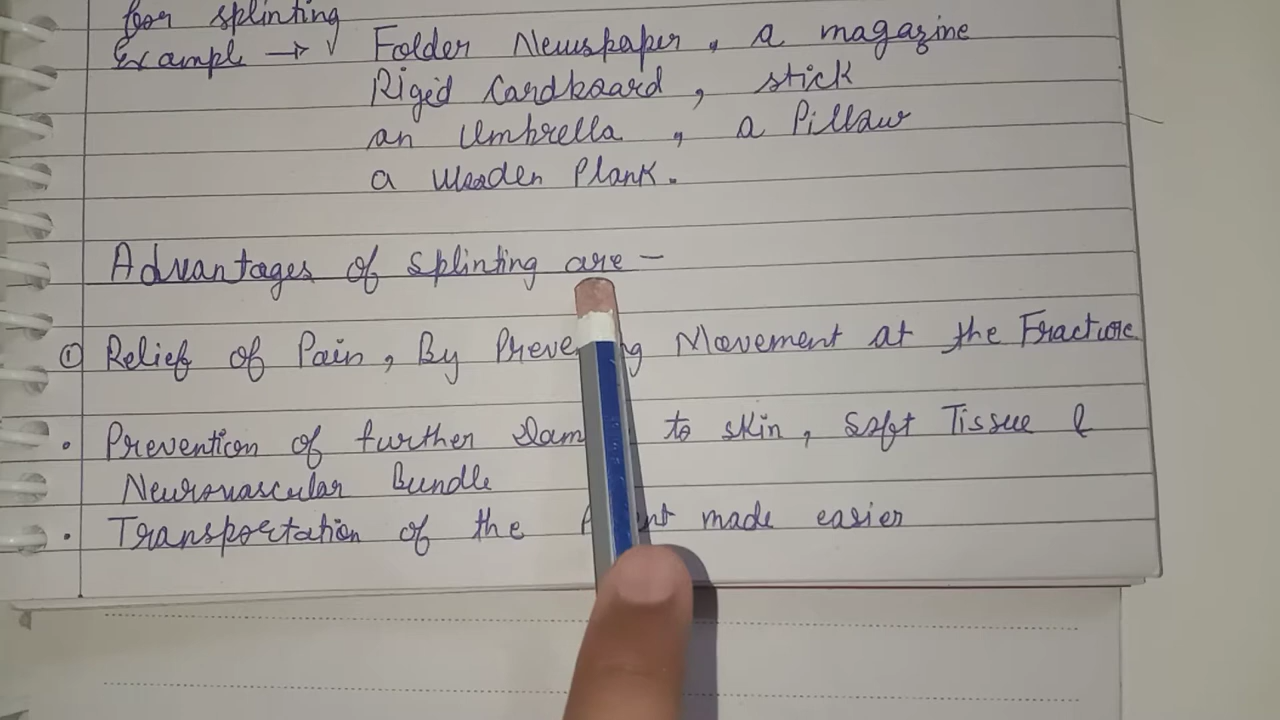 for splinting
Example → Folder Newspaper, a magazine
Rigid Cardboard, stick
an Umbrella, a Pillow
a Wooden Plank.
Advantages of splinting are -
① Relief of Pain, By Movement at the Fracture
• Prevention of further to skin, Soft Tissue &
Neurovascular Bundle
• Transportation of the made easier